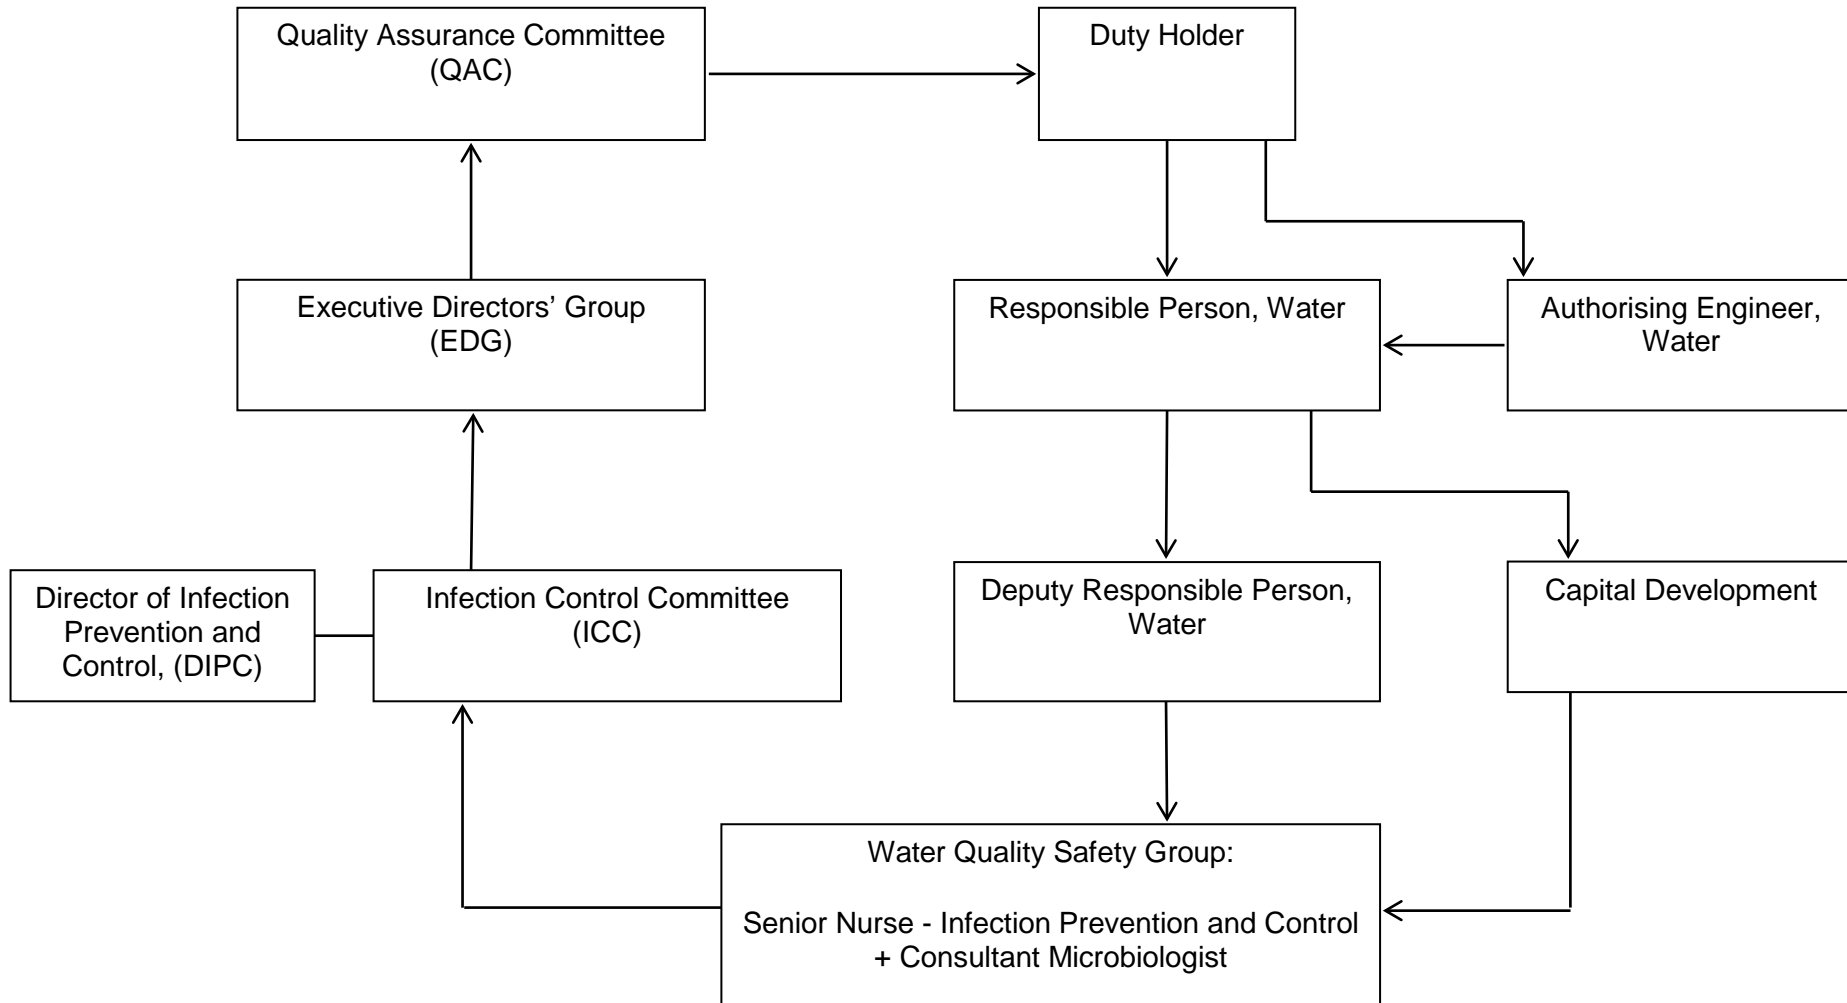 Quality Assurance Committee
(QAC)
Duty Holder
Executive Directors’ Group
(EDG)
Responsible Person, Water
Authorising Engineer,
Water
Director of Infection
Prevention and
Control, (DIPC)
Infection Control Committee
(ICC)
Deputy Responsible Person,
Water
Capital Development
Water Quality Safety Group:
Senior Nurse - Infection Prevention and Control
+ Consultant Microbiologist